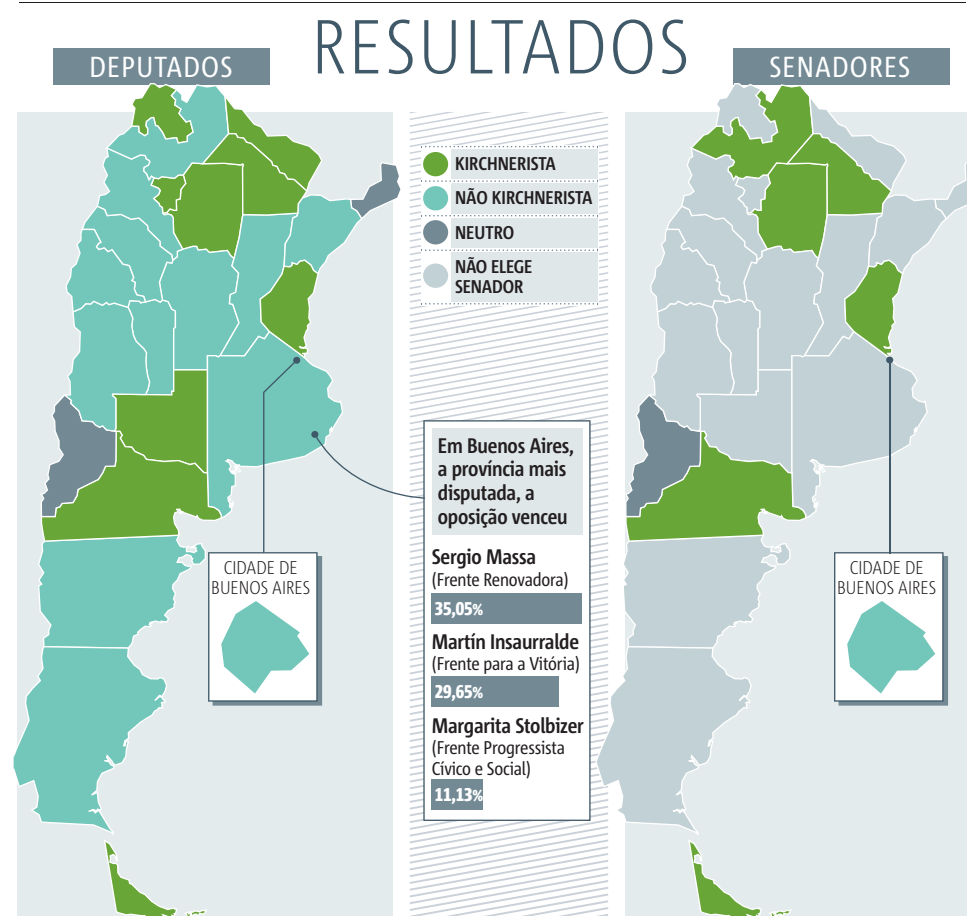 RESULTADOS
DEPUTADOS
SENADORES
KIRCHNERISTA
NÃO KIRCHNERISTA
NEUTRO
NÃO ELEGE
SENADOR
Em Buenos Aires,
a província mais
disputada, a
oposição venceu
Sergio Massa
(Frente Renovadora)
35,05%
Martín Insaurralde
(Frente para a Vitória)
29,65%
Margarita Stolbizer
(Frente Progressista
Cívico e Social)
11,13%
CIDADE DE
BUENOS AIRES
CIDADE DE
BUENOS AIRES